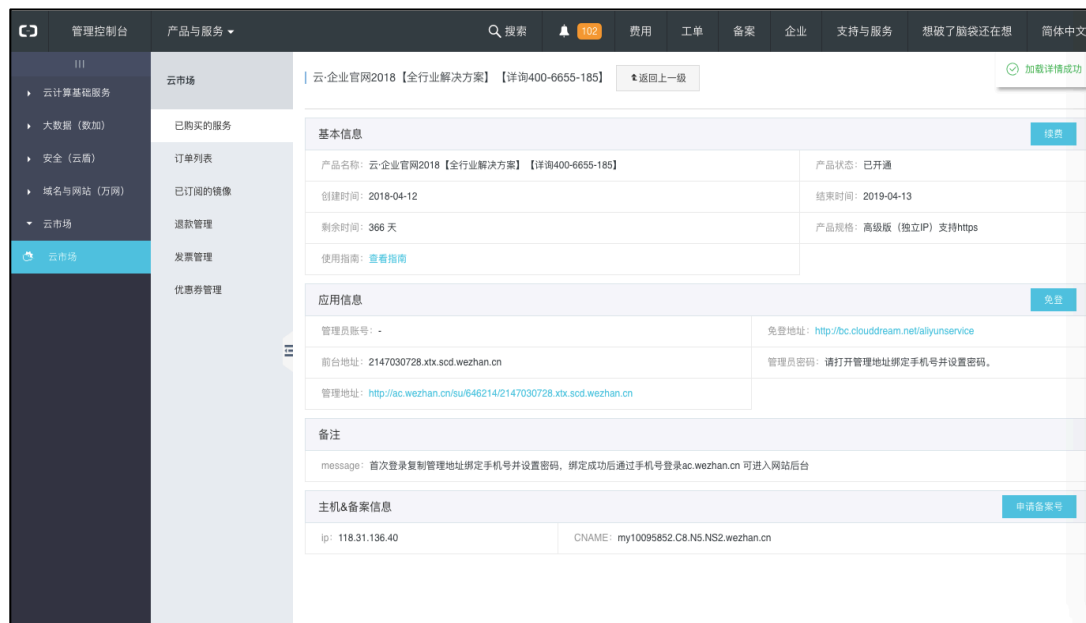 管理控制台 产品与服务 搜索 102 费用 工单 备案 企业 支持与服务 想破了脑袋还在想 简体中文
加载详情成功
云计算基础服务
大数据（数加）
安全（云盾）
域名与网站（万网）
云市场
云市场
云市场
已购买的服务
订单列表
已订阅的镜像
退款管理
发票管理
优惠券管理
云·企业官网2018【全行业解决方案】【详询400-6655-185】 返回上一级
基本信息 续费
产品名称：云·企业官网2018【全行业解决方案】【详询400-6655-185】 产品状态：已开通
创建时间：2018-04-12 结束时间：2019-04-13
剩余时间：366 天 产品规格：高级版（独立IP）支持https
使用指南：查看指南
应用信息 免登
管理员账号：- 免登地址：http://bc.clouddream.net/aliyunservice
前台地址：2147030728.xtx.scd.wezhan.cn 管理员密码：请打开管理地址绑定手机号并设置密码。
管理地址：http://ac.wezhan.cn/su/646214/2147030728.xtx.scd.wezhan.cn
备注
message：首次登录复制管理地址绑定手机号并设置密码，绑定成功后通过手机号登录ac.wezhan.cn 可进入网站后台
主机&备案信息 申请备案号
ip：118.31.136.40 CNAME：my10095852.C8.N5.NS2.wezhan.cn